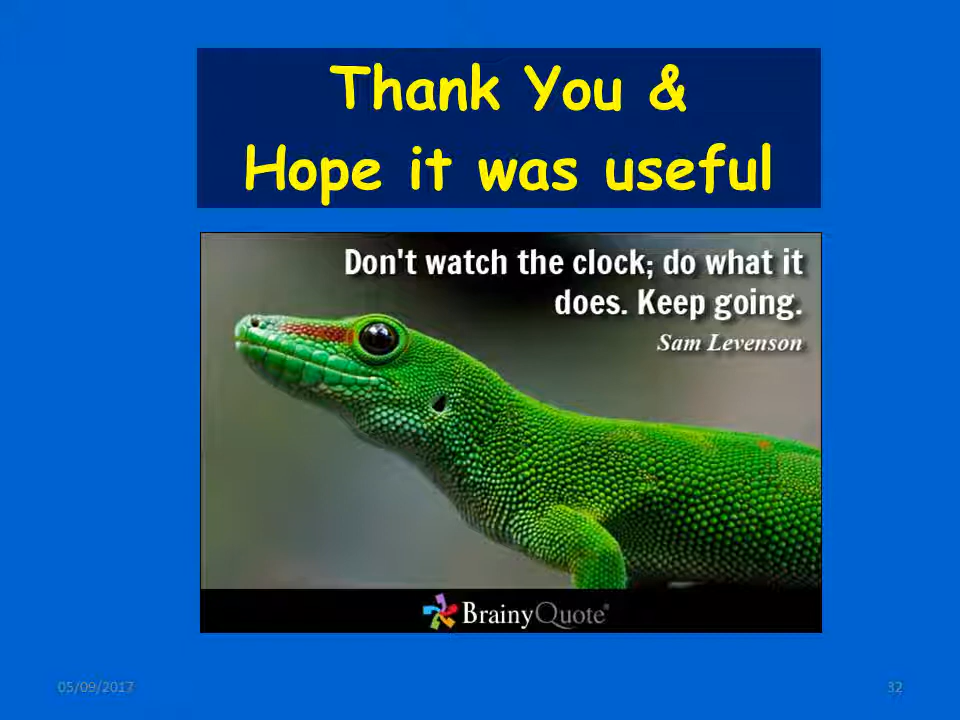 Thank You &
Hope it was useful
Don't watch the clock; do what it
does. Keep going.
Sam Levenson
BrainyQuote®
05/09/2017
32